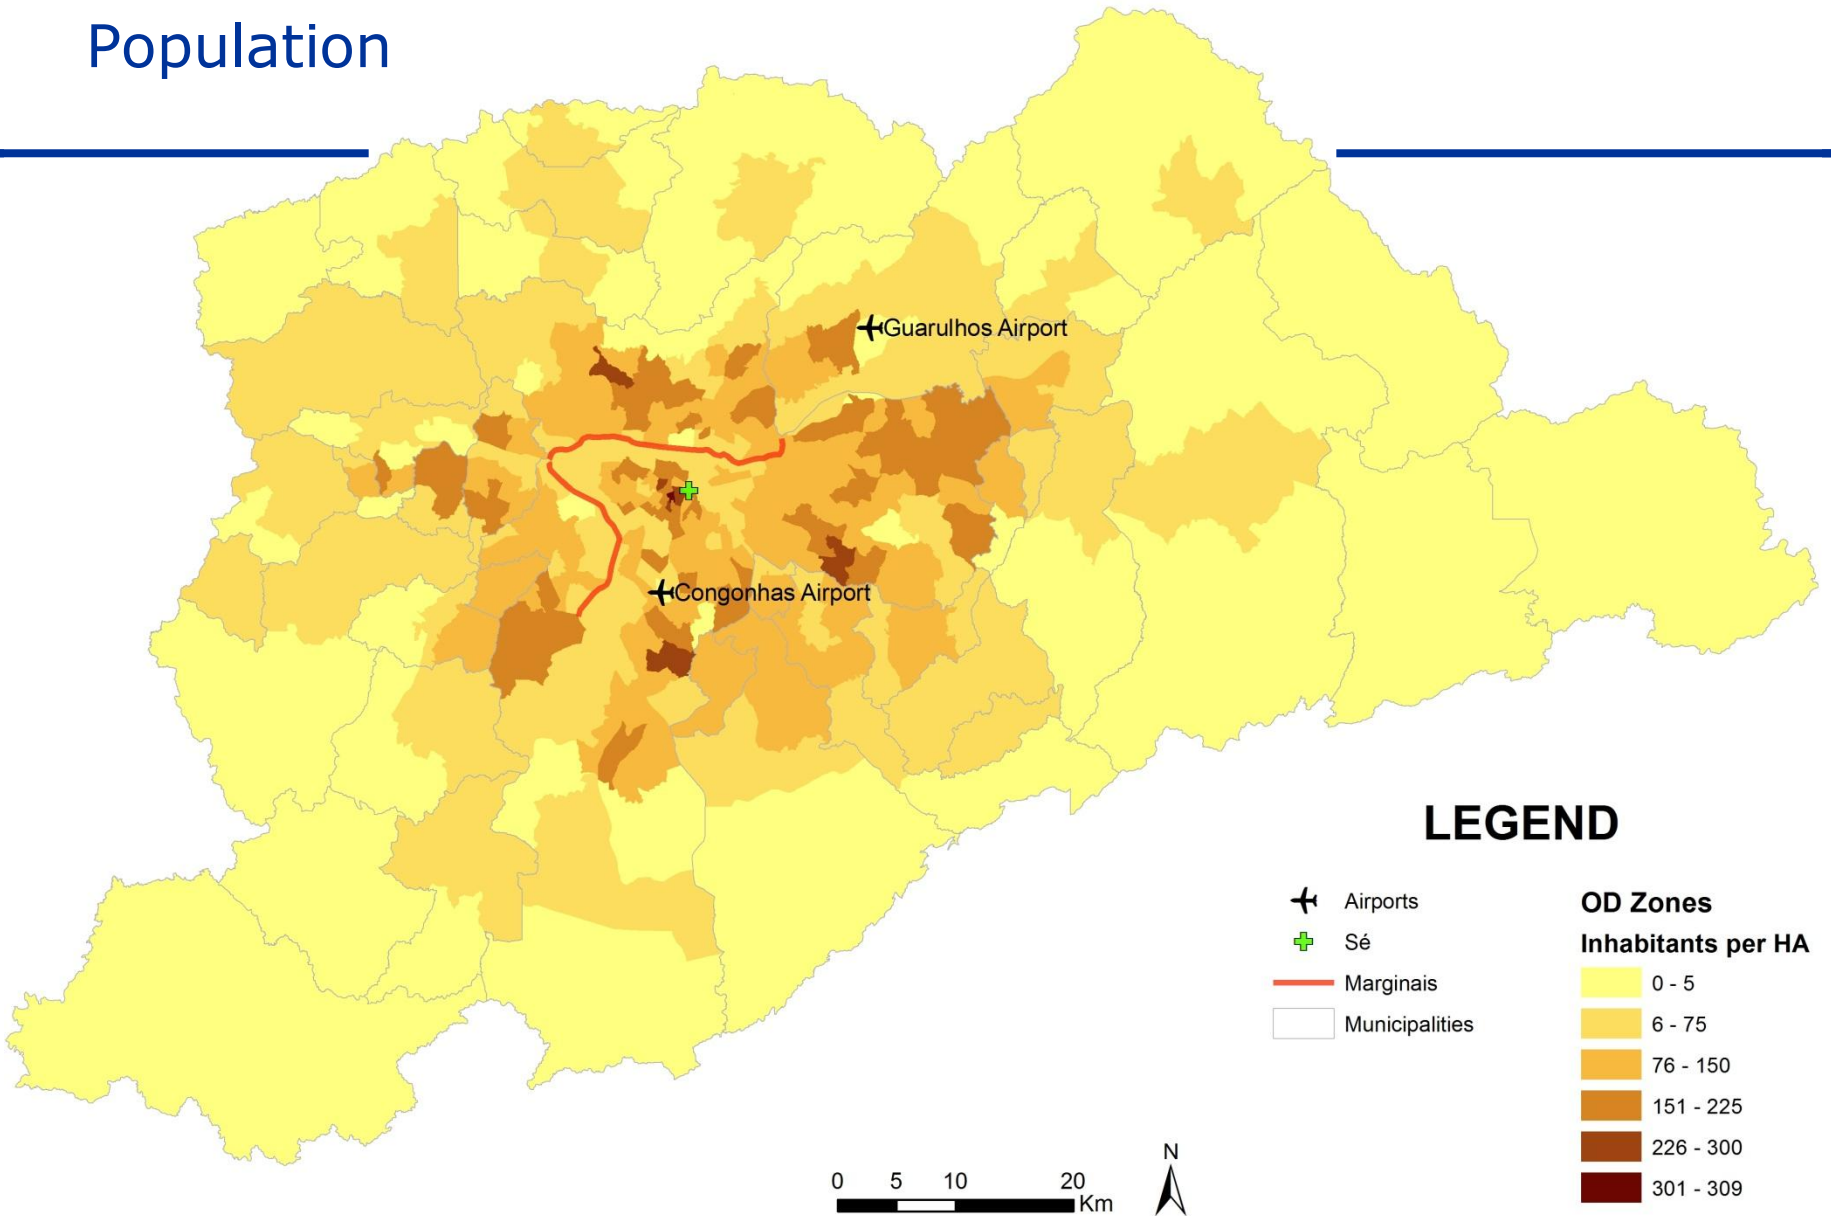 Population
Guarulhos Airport
Congonhas Airport
LEGEND
Airports
Sé
Marginais
Municipalities
OD Zones
Inhabitants per HA
0 - 5
6 - 75
76 - 150
151 - 225
226 - 300
301 - 309
0 5 10 20
Km
N